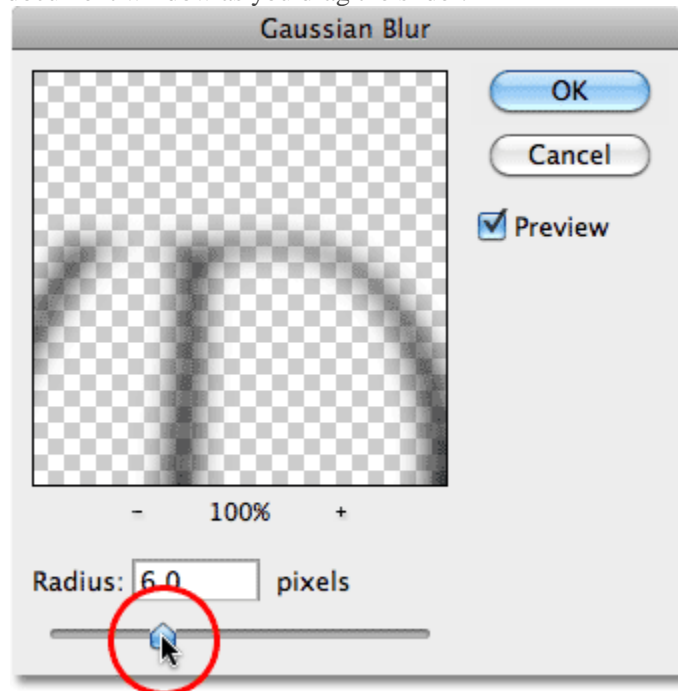 Gaussian Blur
OK
Cancel
Preview
- 100% +
Radius: 6.0 pixels